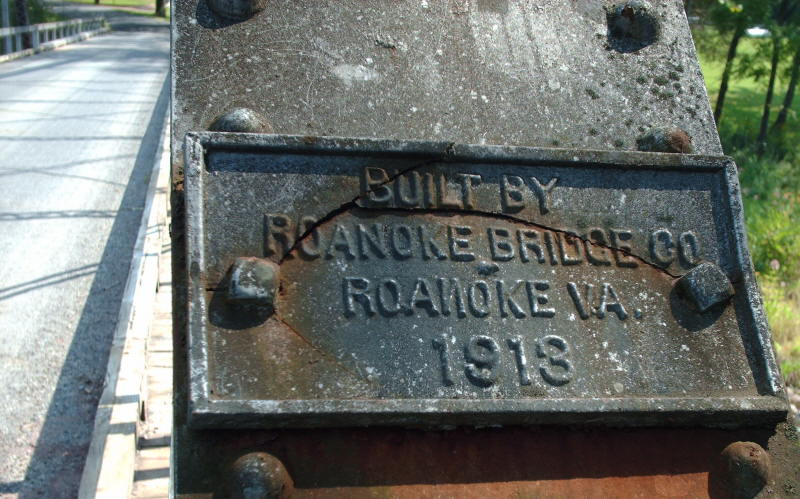 BUILT BY
ROANOKE BRIDGE CO
ROANOKE VA.
1913